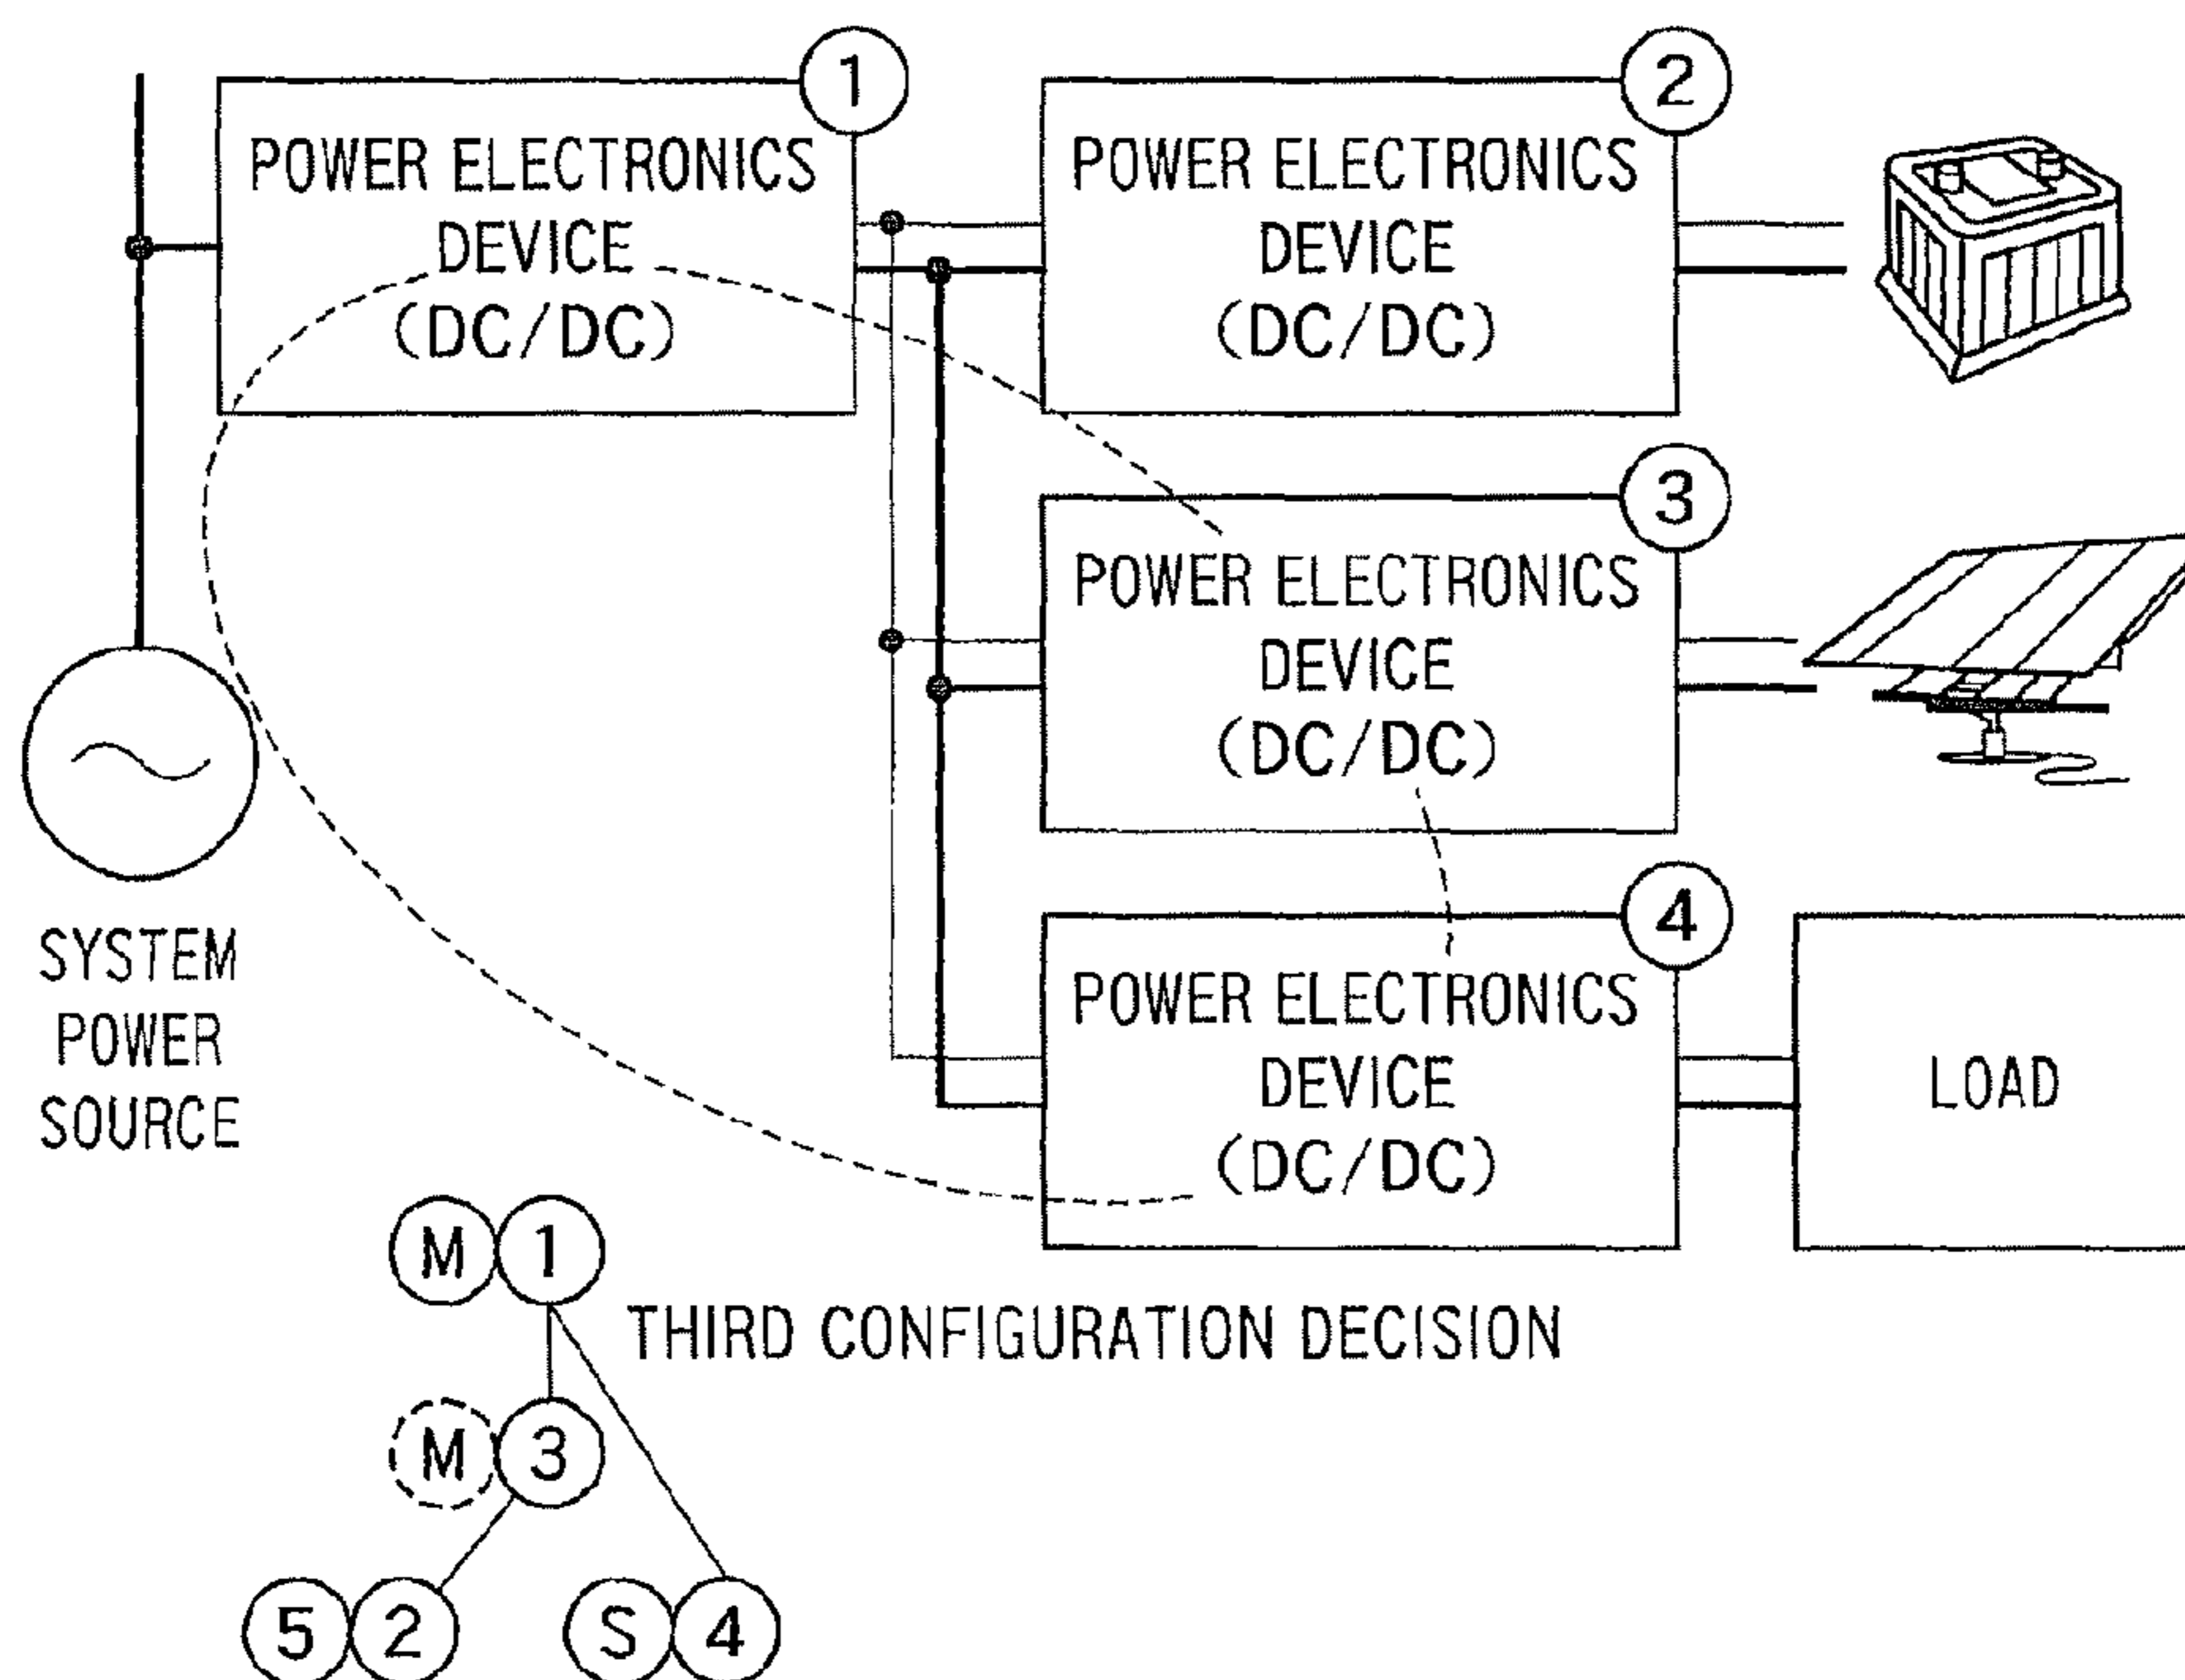 1
POWER ELECTRONICS
DEVICE
(DC/DC)
2
POWER ELECTRONICS
DEVICE
(DC/DC)
3
POWER ELECTRONICS
DEVICE
(DC/DC)
4
POWER ELECTRONICS
DEVICE
(DC/DC)
LOAD
SYSTEM
POWER
SOURCE
M 1
THIRD CONFIGURATION DECISION
M 3
5 2
S 4